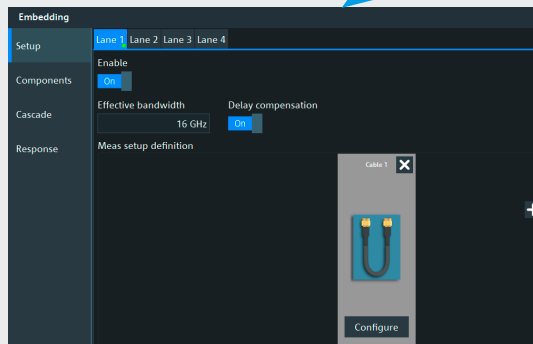 Embedding
Setup
Components
Cascade
Response
Lane 1 Lane 2 Lane 3 Lane 4
Enable
On
Effective bandwidth Delay compensation
16 GHz On
Meas setup definition
Cable 1
Configure